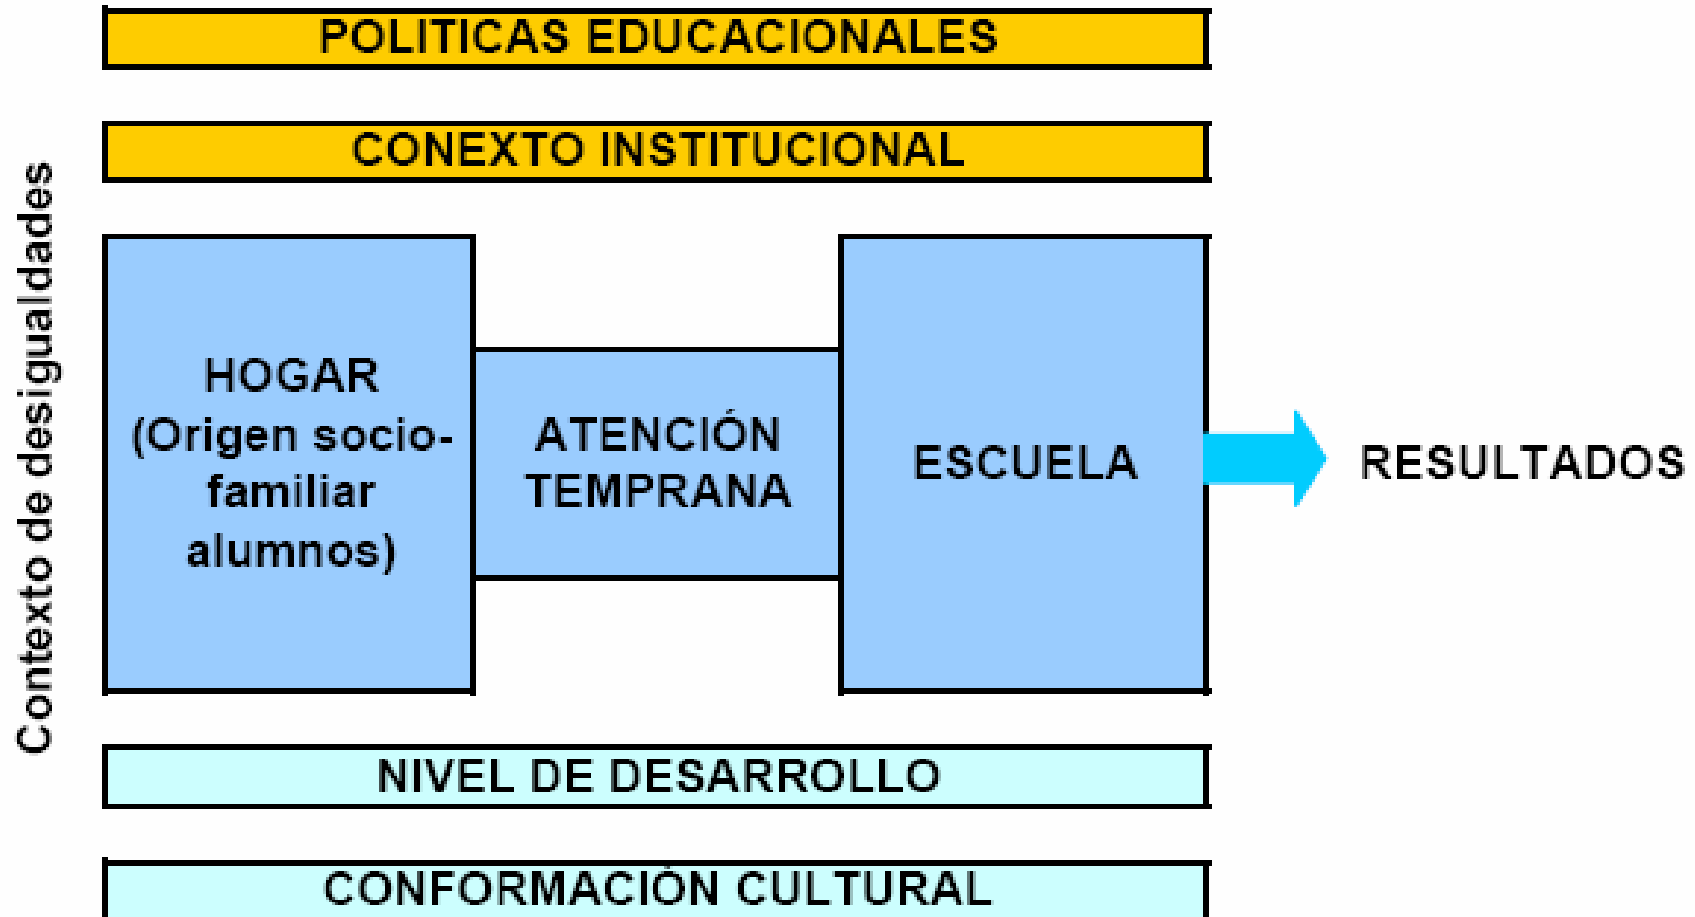 POLITICAS EDUCACIONALES
CONEXTO INSTITUCIONAL
Contexto de desigualdades
HOGAR
(Origen socio-
familiar
alumnos)
ATENCIÓN
TEMPRANA
ESCUELA
RESULTADOS
NIVEL DE DESARROLLO
CONFORMACIÓN CULTURAL